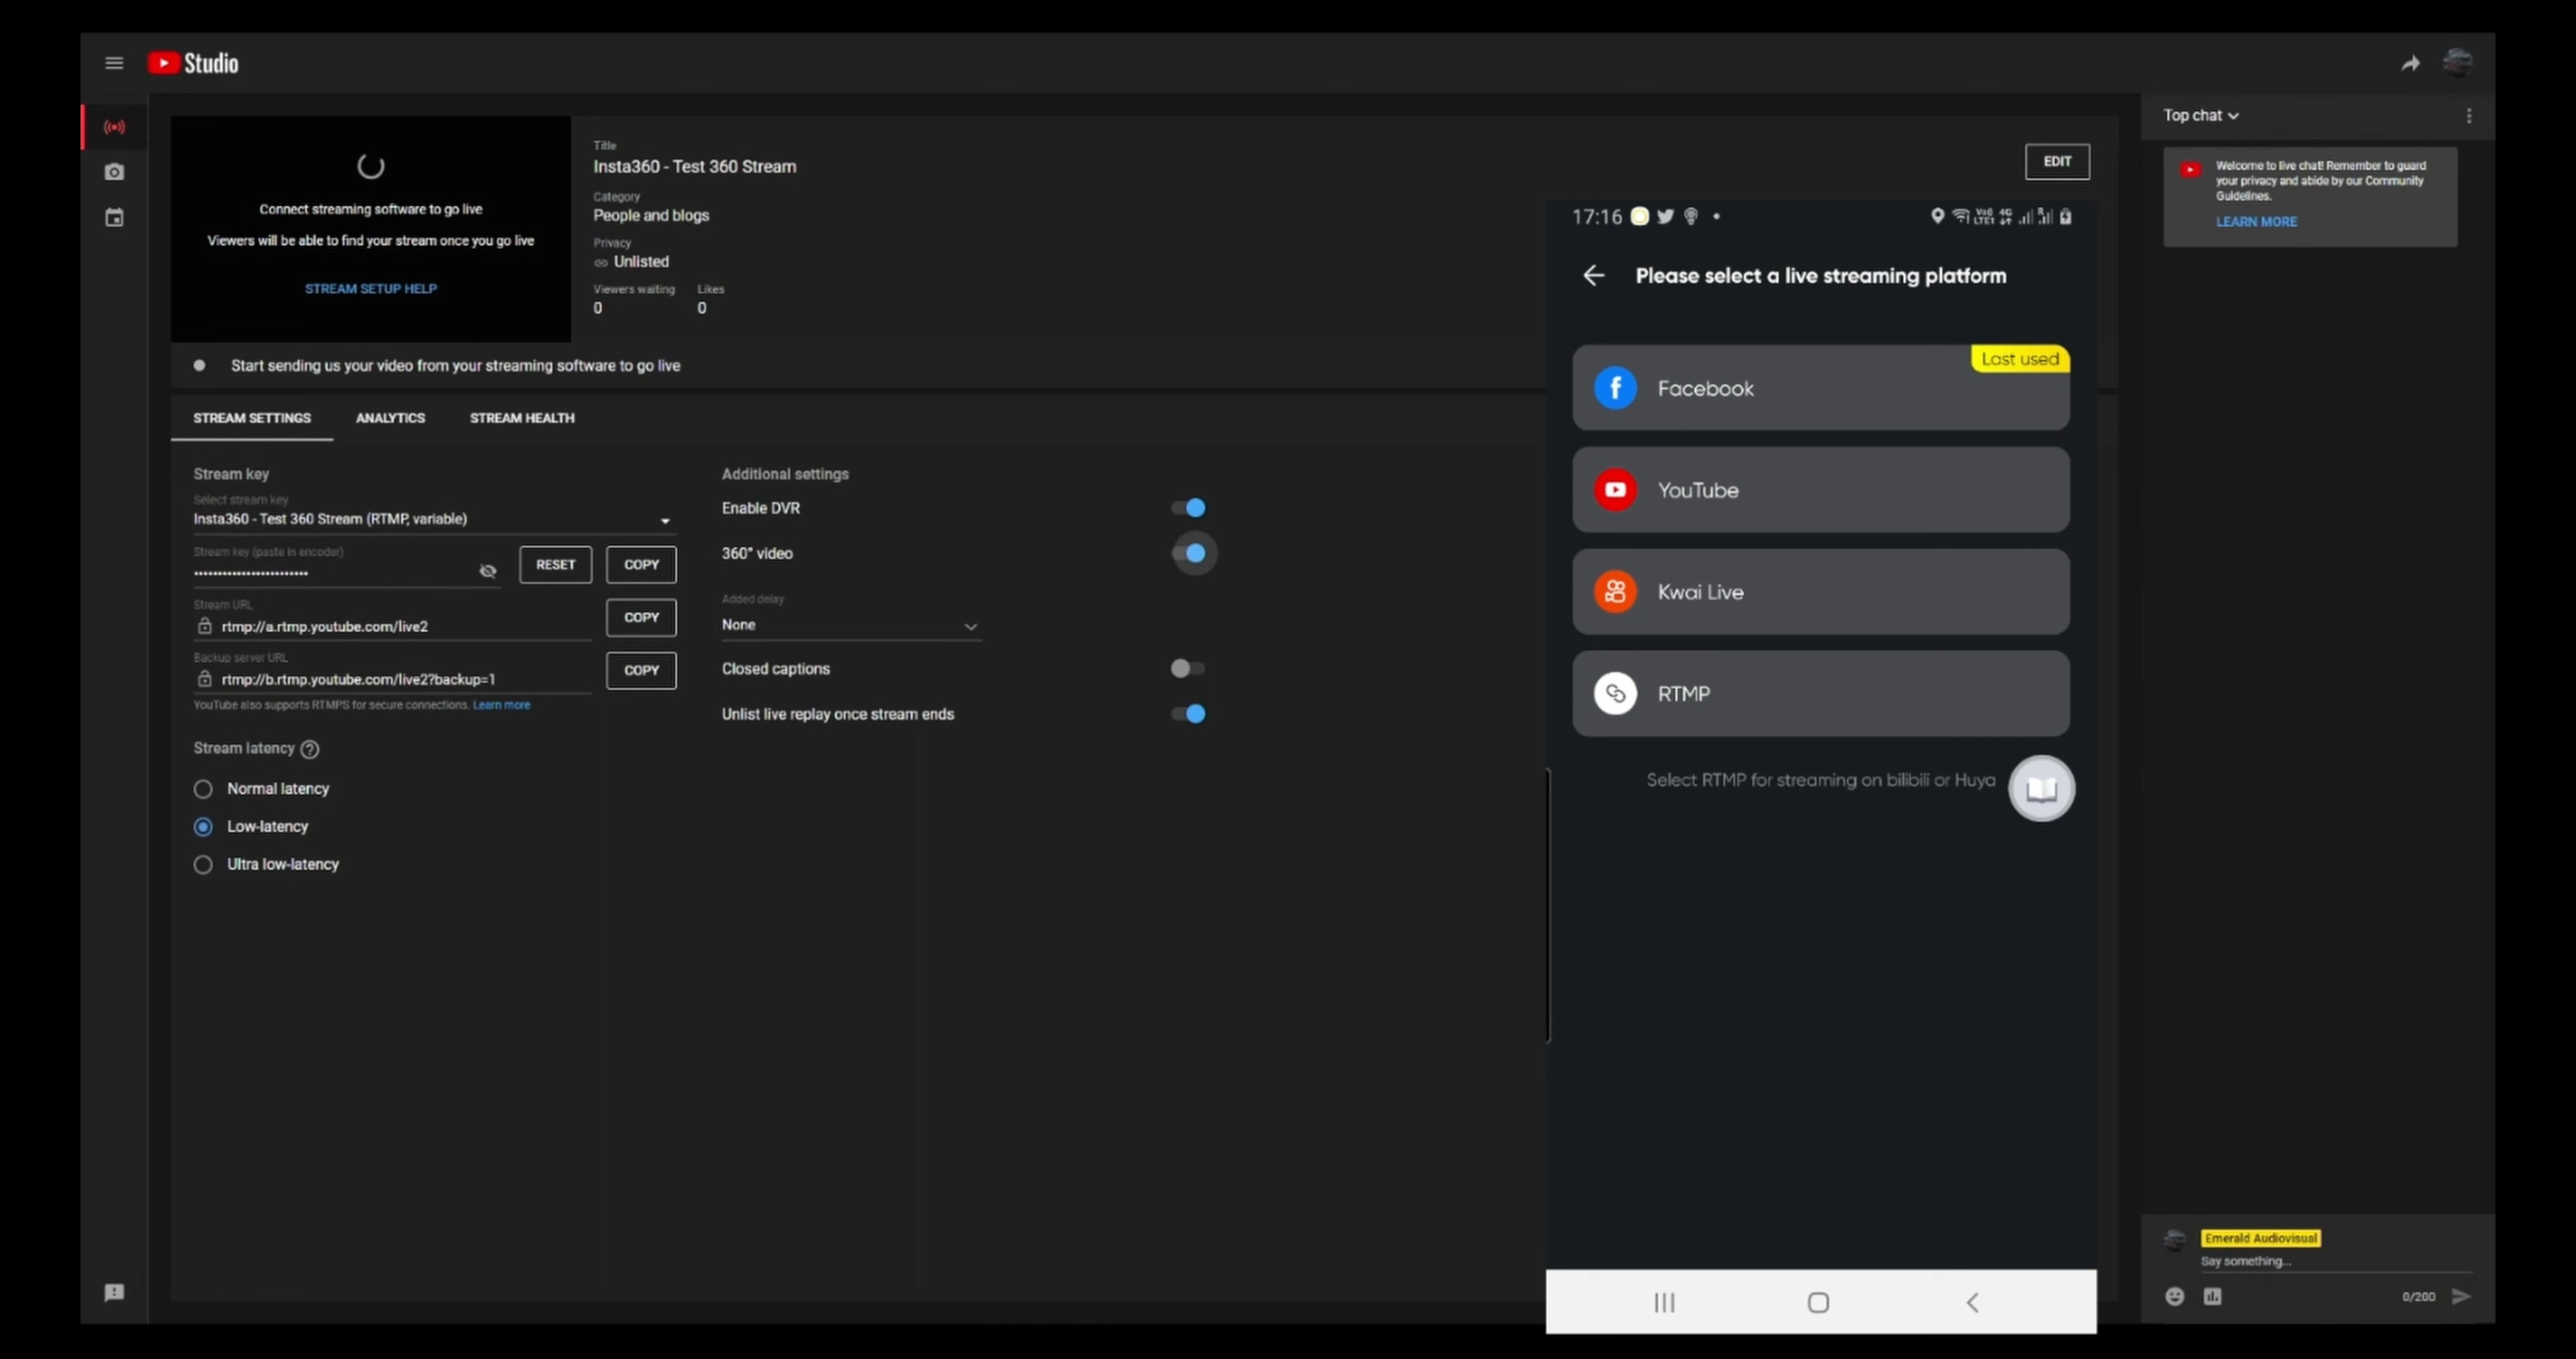 Studio
Connect streaming software to go live
Viewers will be able to find your stream once you go live
STREAM SETUP HELP
Title
Insta360 - Test 360 Stream
Category
People and blogs
Privacy
Unlisted
Viewers waiting Likes
0 0
EDIT
Start sending us your video from your streaming software to go live
STREAM SETTINGS ANALYTICS STREAM HEALTH
Stream key
Select stream key
Insta360 - Test 360 Stream (RTMP, variable)
Stream key (paste in encoder)
•••••••••••••••••••••••• RESET COPY
Stream URL
rtmp://a.rtmp.youtube.com/live2 COPY
Backup server URL
rtmp://b.rtmp.youtube.com/live2?backup=1 COPY
YouTube also supports RTMPS for secure connections. Learn more
Stream latency
Normal latency
Low-latency
Ultra low-latency
Additional settings
Enable DVR
360° video
Added delay
None
Closed captions
Unlist live replay once stream ends
17:16
Please select a live streaming platform
Last used
Facebook
YouTube
Kwai Live
RTMP
Select RTMP for streaming on bilibili or Huya
Top chat
Welcome to live chat! Remember to guard
your privacy and abide by our Community
Guidelines.
LEARN MORE
Emerald Audiovisual
Say something...
0/200